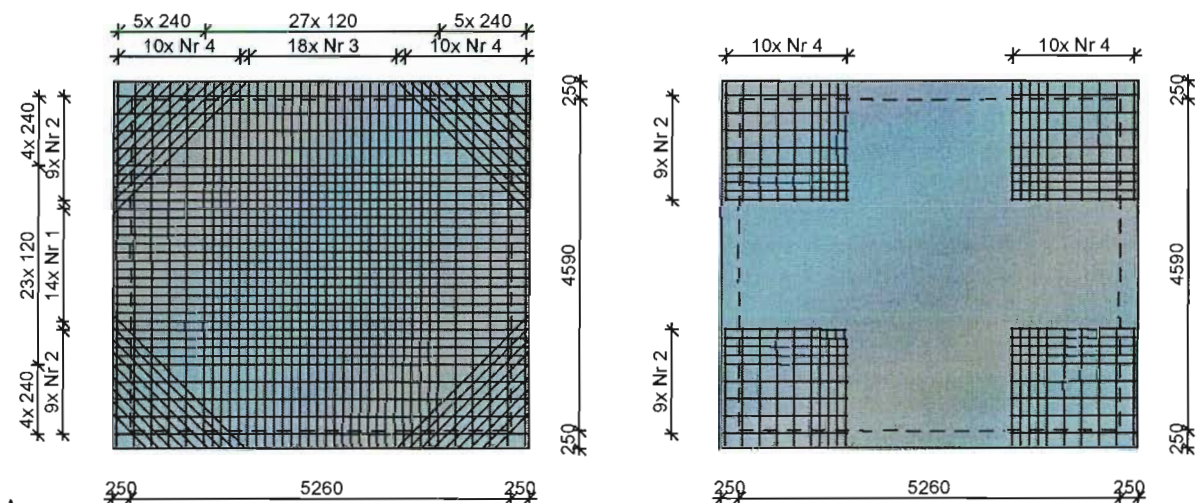 5x 240 27x 120 5x 240
10x Nr 4 18x Nr 3 10x Nr 4
4x 240 23x 120 4x 240
9x Nr 2 14x Nr 1 9x Nr 2
250 4590 250
250 5260 250
10x Nr 4 10x Nr 4
9x Nr 2 9x Nr 2
250 4590 250
250 5260 250